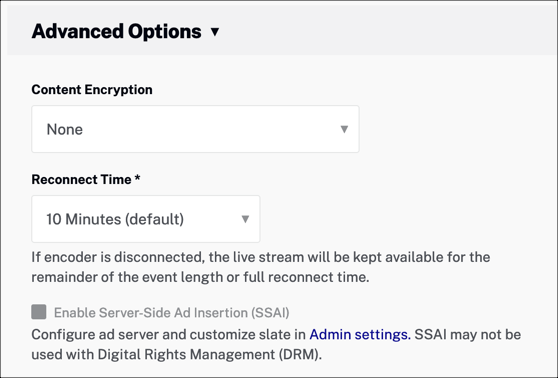 Advanced Options ▼
Content Encryption
None ▼
Reconnect Time *
10 Minutes (default) ▼
If encoder is disconnected, the live stream will be kept available for the
remainder of the event length or full reconnect time.
Enable Server-Side Ad Insertion (SSAI)
Configure ad server and customize slate in Admin settings. SSAI may not be
used with Digital Rights Management (DRM).